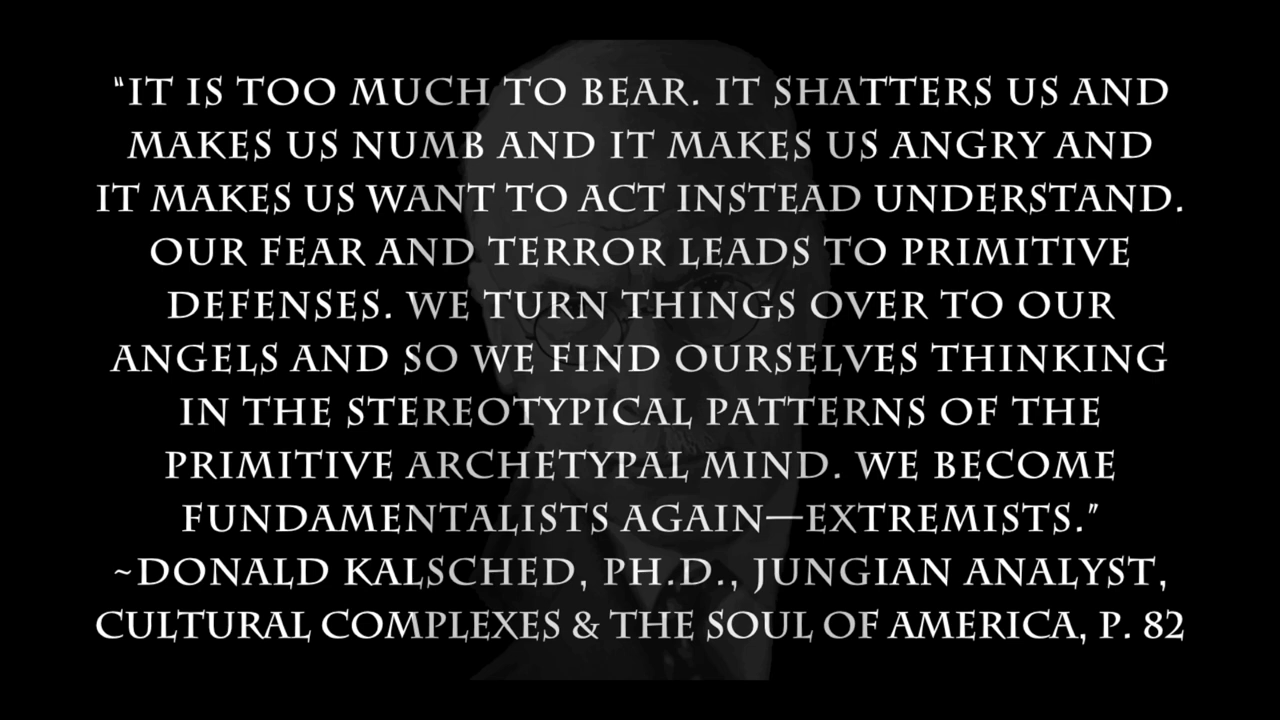 "IT IS TOO MUCH TO BEAR. IT SHATTERS US AND
MAKES US NUMB AND IT MAKES US ANGRY AND
IT MAKES US WANT TO ACT INSTEAD UNDERSTAND.
OUR FEAR AND TERROR LEADS TO PRIMITIVE
DEFENSES. WE TURN THINGS OVER TO OUR
ANGELS AND SO WE FIND OURSELVES THINKING
IN THE STEREOTYPICAL PATTERNS OF THE
PRIMITIVE ARCHETYPAL MIND. WE BECOME
FUNDAMENTALISTS AGAIN—EXTREMISTS."
~DONALD KALSCHED, PH.D., JUNGIAN ANALYST,
CULTURAL COMPLEXES & THE SOUL OF AMERICA, P. 82